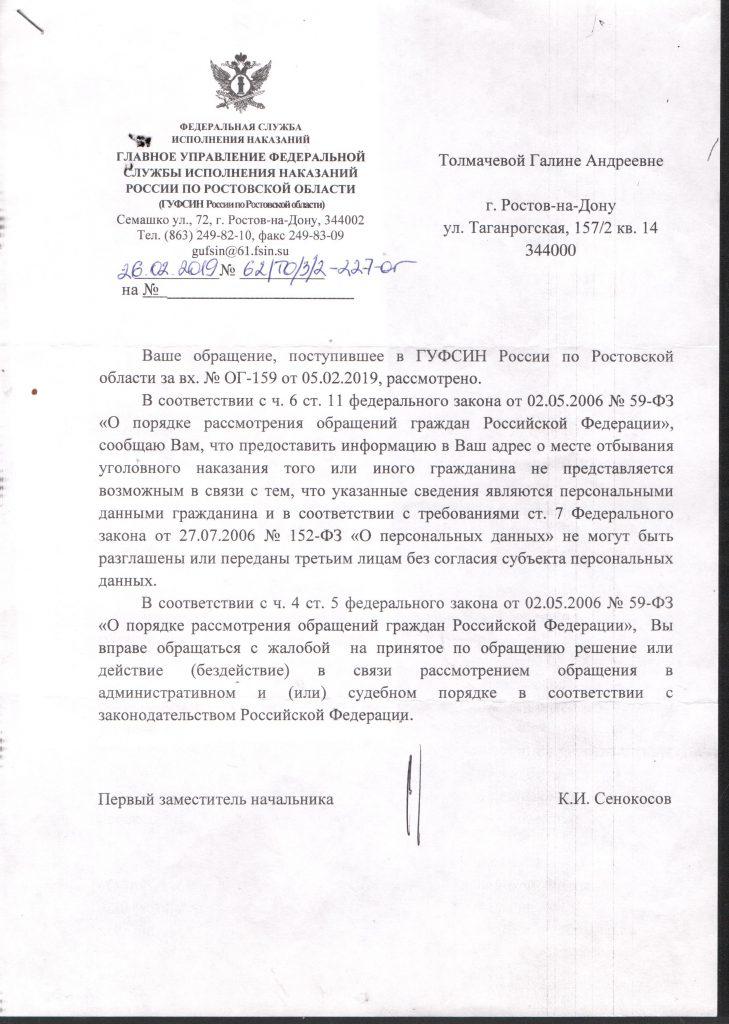 ФЕДЕРАЛЬНАЯ СЛУЖБА
ИСПОЛНЕНИЯ НАКАЗАНИЙ
ГЛАВНОЕ УПРАВЛЕНИЕ ФЕДЕРАЛЬНОЙ
СЛУЖБЫ ИСПОЛНЕНИЯ НАКАЗАНИЙ
РОССИИ ПО РОСТОВСКОЙ ОБЛАСТИ
(ГУФСИН России по Ростовской области)
Семашко ул., 72, г. Ростов-на-Дону, 344002
Тел. (863) 249-82-10, факс 249-83-09
gufsin@61.fsin.su
26.02.2019 № 62/ТО/3/2-227-ог
на №
Толмачевой Галине Андреевне
г. Ростов-на-Дону
ул. Таганрогская, 157/2 кв. 14
344000
Ваше обращение, поступившее в ГУФСИН России по Ростовской
области за вх. № ОГ-159 от 05.02.2019, рассмотрено.
В соответствии с ч. 6 ст. 11 федерального закона от 02.05.2006 № 59-ФЗ
«О порядке рассмотрения обращений граждан Российской Федерации»,
сообщаю Вам, что предоставить информацию в Ваш адрес о месте отбывания
уголовного наказания того или иного гражданина не представляется
возможным в связи с тем, что указанные сведения являются персональными
данными гражданина и в соответствии с требованиями ст. 7 Федерального
закона от 27.07.2006 № 152-ФЗ «О персональных данных» не могут быть
разглашены или переданы третьим лицам без согласия субъекта персональных
данных.
В соответствии с ч. 4 ст. 5 федерального закона от 02.05.2006 № 59-ФЗ
«О порядке рассмотрения обращений граждан Российской Федерации», Вы
вправе обращаться с жалобой на принятое по обращению решение или
действие (бездействие) в связи рассмотрением обращения в
административном и (или) судебном порядке в соответствии с
законодательством Российской Федерации.
Первый заместитель начальника
К.И. Сенокосов